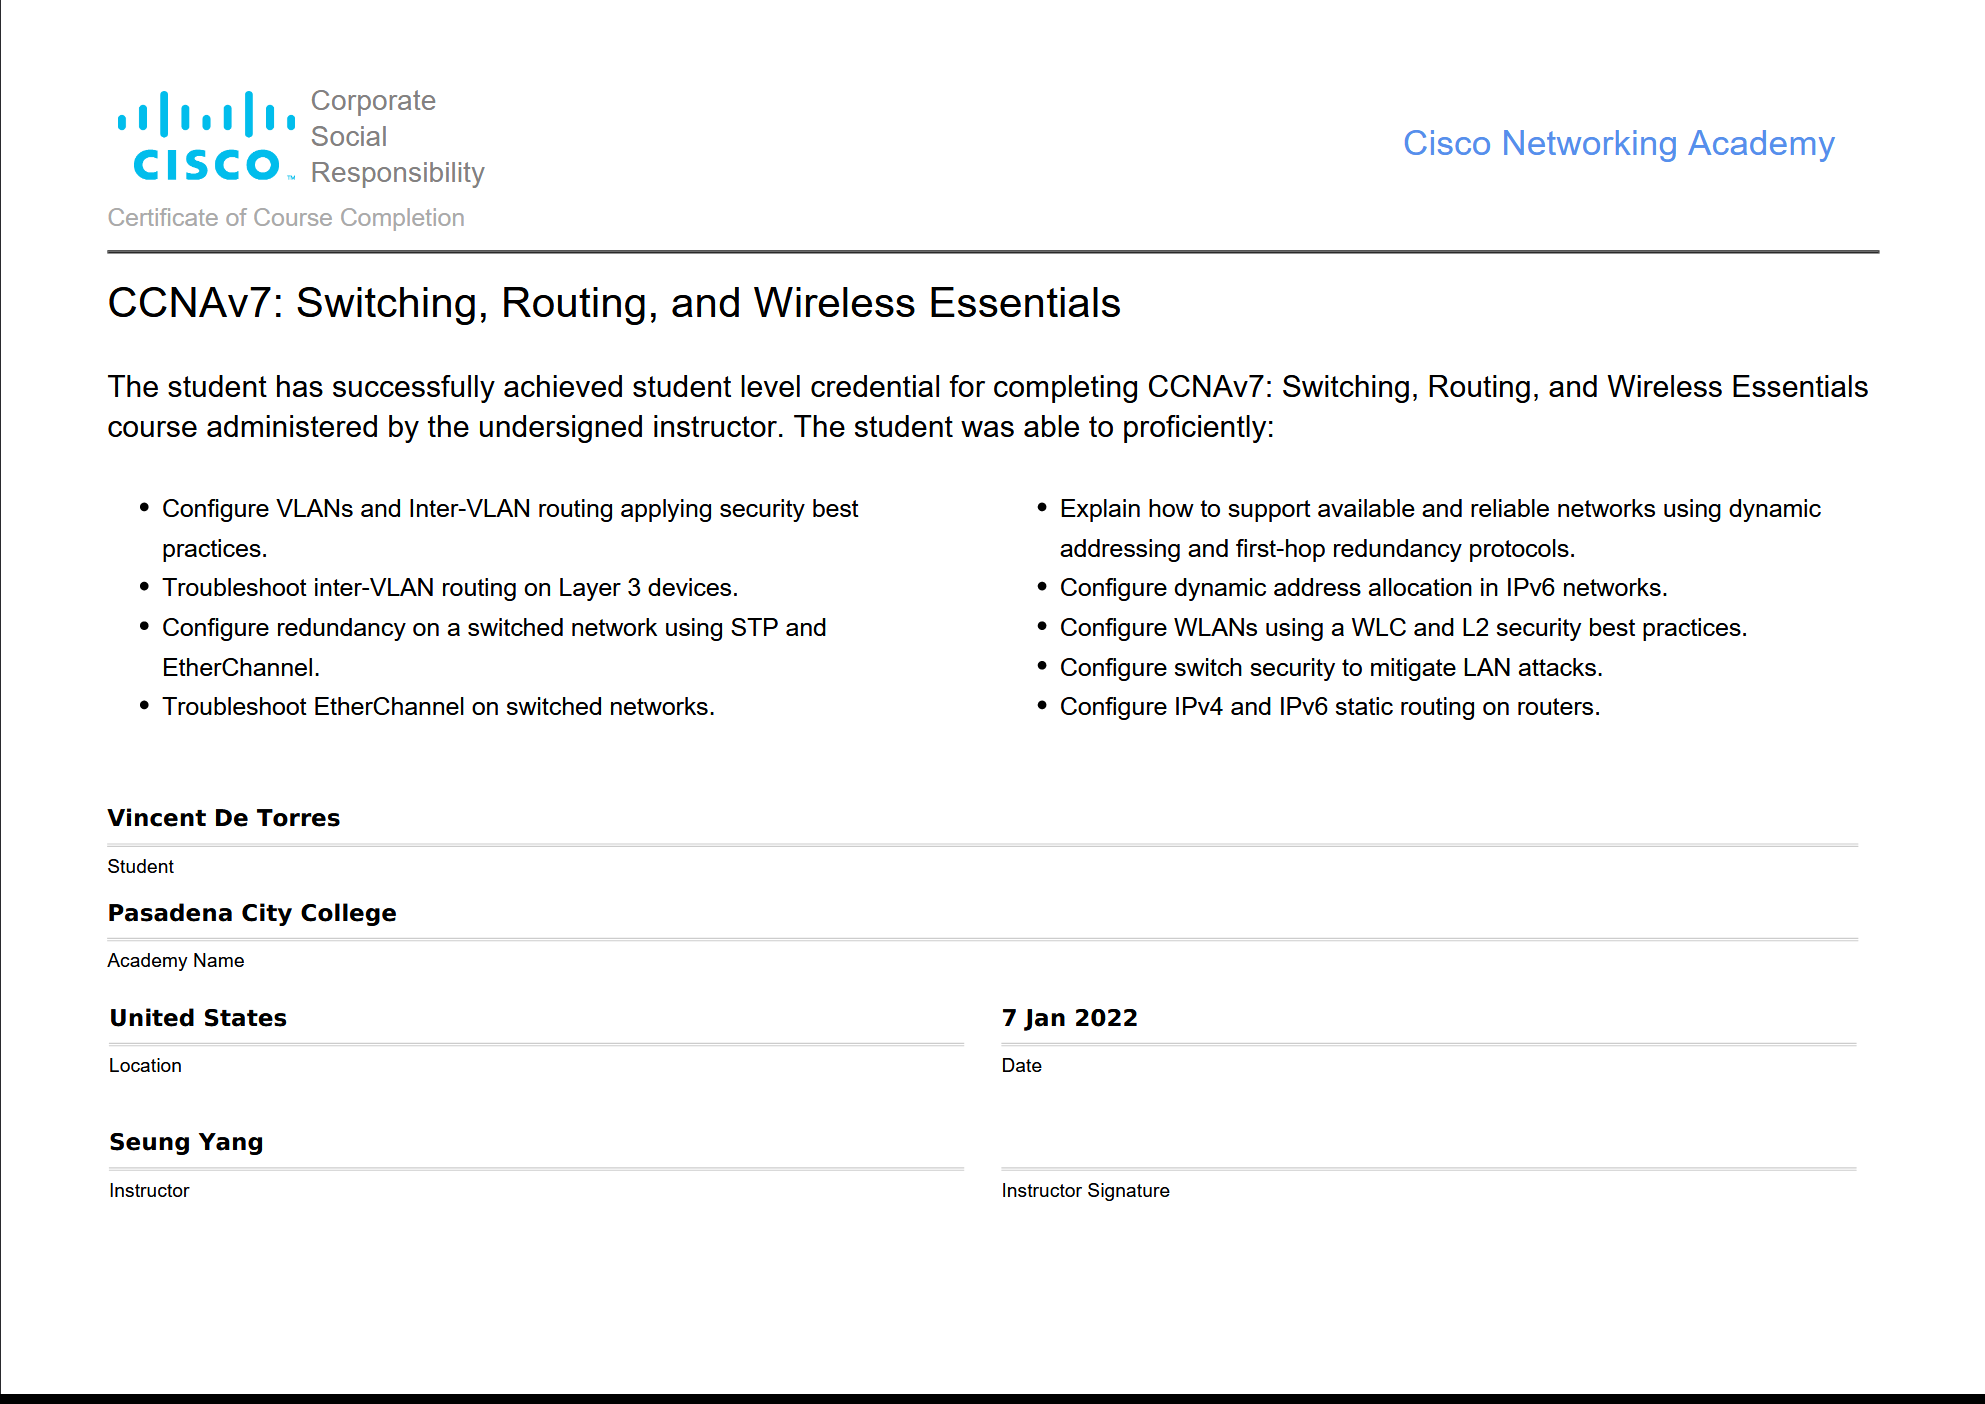 CISCO™
Corporate
Social
Responsibility
Cisco Networking Academy
Certificate of Course Completion
CCNAv7: Switching, Routing, and Wireless Essentials
The student has successfully achieved student level credential for completing CCNAv7: Switching, Routing, and Wireless Essentials
course administered by the undersigned instructor. The student was able to proficiently:
• Configure VLANs and Inter-VLAN routing applying security best
practices.
• Troubleshoot inter-VLAN routing on Layer 3 devices.
• Configure redundancy on a switched network using STP and
EtherChannel.
• Troubleshoot EtherChannel on switched networks.
• Explain how to support available and reliable networks using dynamic
addressing and first-hop redundancy protocols.
• Configure dynamic address allocation in IPv6 networks.
• Configure WLANs using a WLC and L2 security best practices.
• Configure switch security to mitigate LAN attacks.
• Configure IPv4 and IPv6 static routing on routers.
Vincent De Torres
Student
Pasadena City College
Academy Name
United States
Location
7 Jan 2022
Date
Seung Yang
Instructor
Instructor Signature